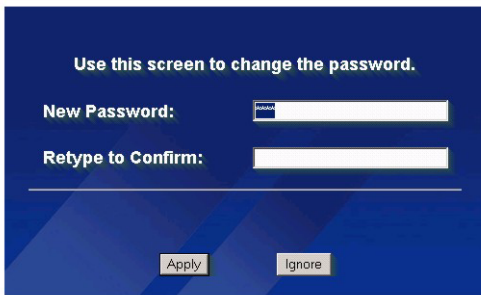 Use this screen to change the password.
New Password: ****
Retype to Confirm:
Apply Ignore